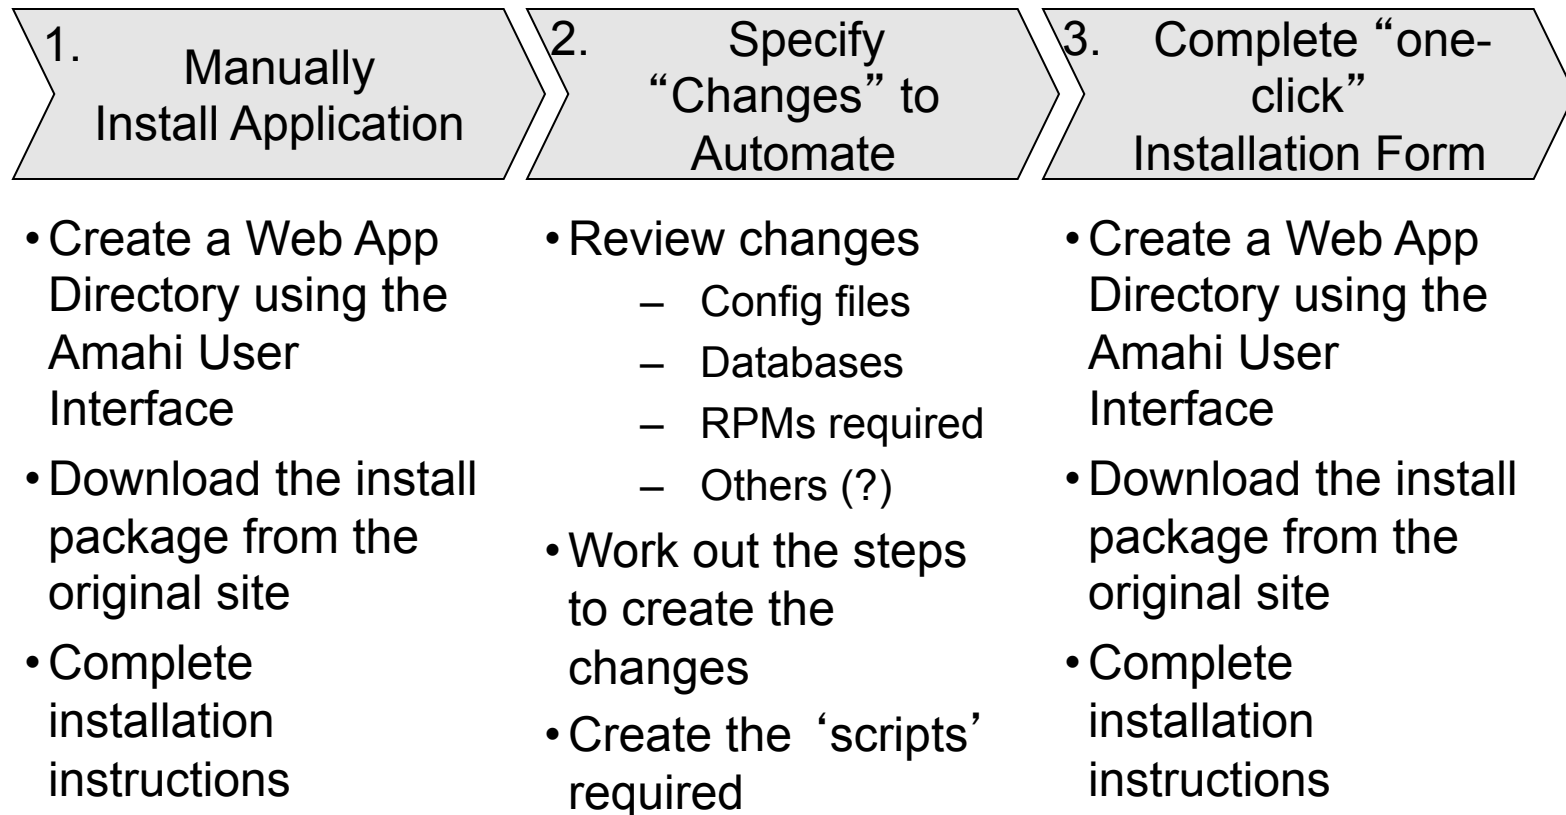 1.
Manually
Install Application
2.
Specify
“Changes” to
Automate
3.
Complete “one-
click”
Installation Form
•Create a Web App
Directory using the
Amahi User
Interface
•Download the install
package from the
original site
•Complete
installation
instructions
•Review changes
– Config files
– Databases
– RPMs required
– Others (?)
•Work out the steps
to create the
changes
•Create the ‘scripts’
required
•Create a Web App
Directory using the
Amahi User
Interface
•Download the install
package from the
original site
•Complete
installation
instructions